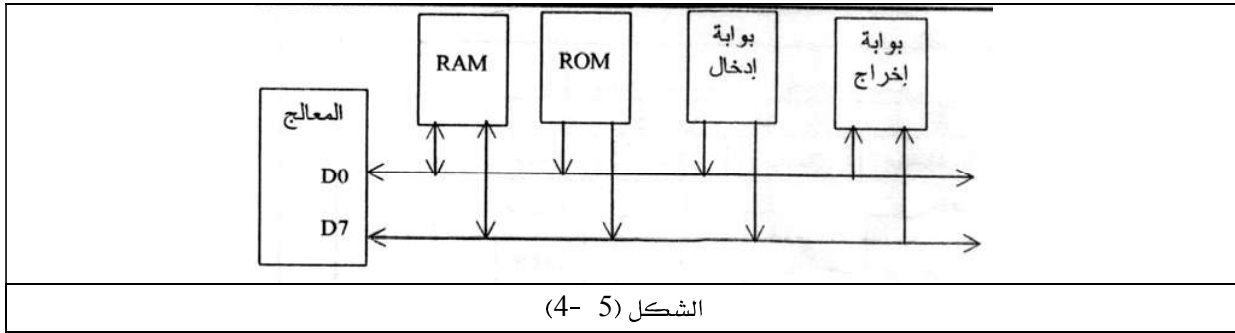 بوابة
إخراج
بوابة
إدخال
ROM
RAM
المعالج
D0
D7
الشكل (5 -4)